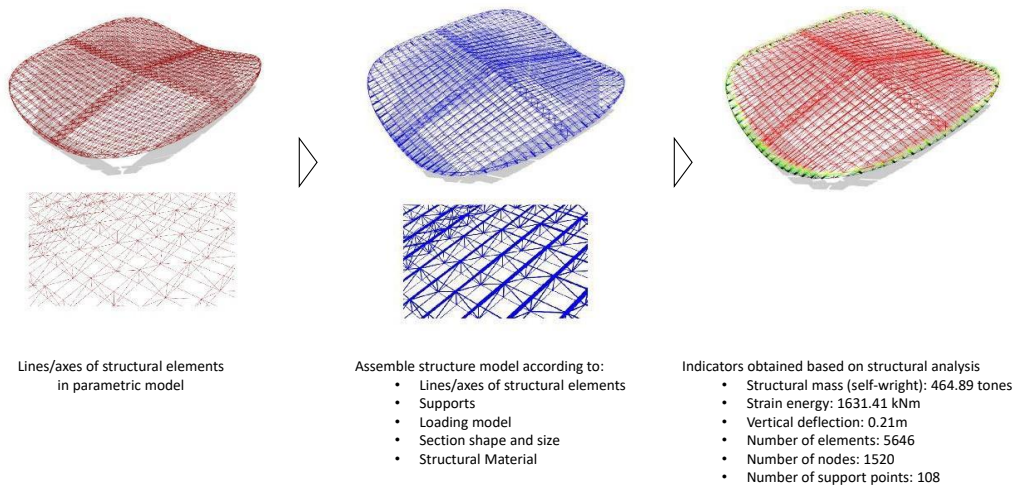 Lines/axes of structural elements
in parametric model
Assemble structure model according to:
• Lines/axes of structural elements
• Supports
• Loading model
• Section shape and size
• Structural Material
Indicators obtained based on structural analysis
• Structural mass (self-wright): 464.89 tones
• Strain energy: 1631.41 kNm
• Vertical deflection: 0.21m
• Number of elements: 5646
• Number of nodes: 1520
• Number of support points: 108